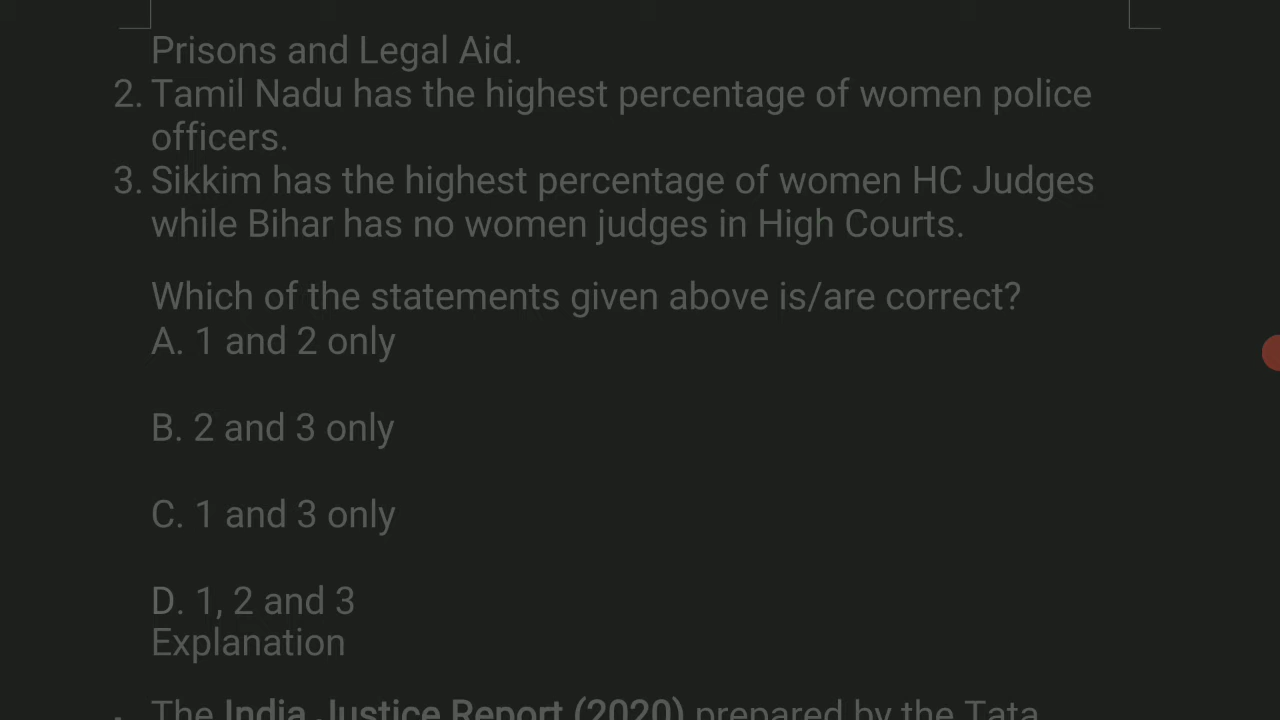 Prisons and Legal Aid.
2. Tamil Nadu has the highest percentage of women police
officers.
3. Sikkim has the highest percentage of women HC Judges
while Bihar has no women judges in High Courts.
Which of the statements given above is/are correct?
A. 1 and 2 only
B. 2 and 3 only
C. 1 and 3 only
D. 1, 2 and 3
Explanation
The India Justice Report (2020) prepared by the Tata